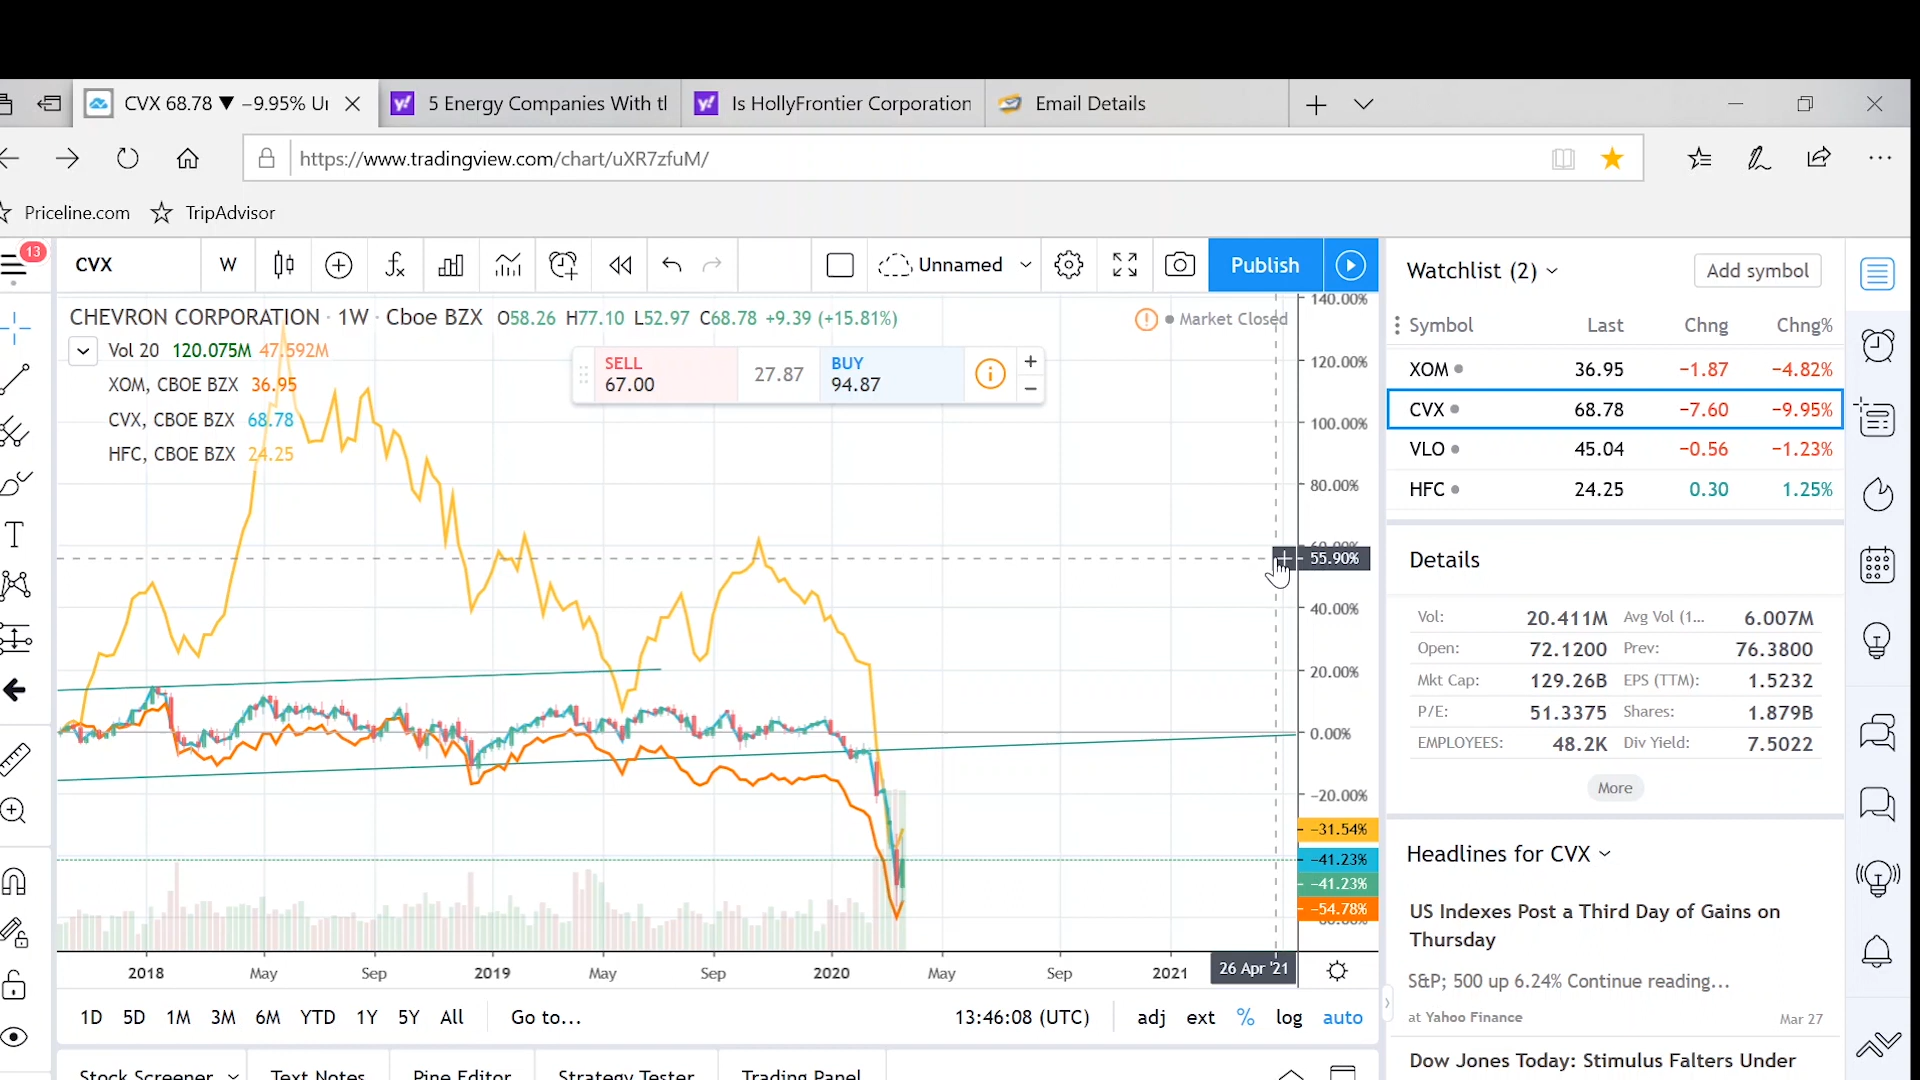 CVX 68.78 ▼ −9.95% Ur
5 Energy Companies With tl
Is HollyFrontier Corporation
Email Details
https://www.tradingview.com/chart/uXR7zfuM/
Priceline.com
TripAdvisor
13
CVX
W
Unnamed
Publish
CHEVRON CORPORATION · 1W · Cboe BZX O58.26 H77.10 L52.97 C68.78 +9.39 (+15.81%)
Market Closed
Vol 20 120.075M 47.592M
XOM, CBOE BZX 36.95
CVX, CBOE BZX 68.78
HFC, CBOE BZX 24.25
SELL
67.00
27.87
BUY
94.87
140.00%
120.00%
100.00%
80.00%
55.90%
40.00%
20.00%
0.00%
−20.00%
−31.54%
−41.23%
−41.23%
−54.78%
2018 May Sep 2019 May Sep 2020 May Sep 2021 26 Apr '21
1D 5D 1M 3M 6M YTD 1Y 5Y All Go to... 13:46:08 (UTC) adj ext % log auto
Stock Screener Text Notes Pine Editor Strategy Tester Trading Panel
Watchlist (2)
Add symbol
Symbol Last Chng Chng%
XOM 36.95 −1.87 −4.82%
CVX 68.78 −7.60 −9.95%
VLO 45.04 −0.56 −1.23%
HFC 24.25 0.30 1.25%
Details
Vol: 20.411M Avg Vol (1... 6.007M
Open: 72.1200 Prev: 76.3800
Mkt Cap: 129.26B EPS (TTM): 1.5232
P/E: 51.3375 Shares: 1.879B
EMPLOYEES: 48.2K Div Yield: 7.5022
More
Headlines for CVX
US Indexes Post a Third Day of Gains on
Thursday
S&P; 500 up 6.24% Continue reading...
at Yahoo Finance Mar 27
Dow Jones Today: Stimulus Falters Under